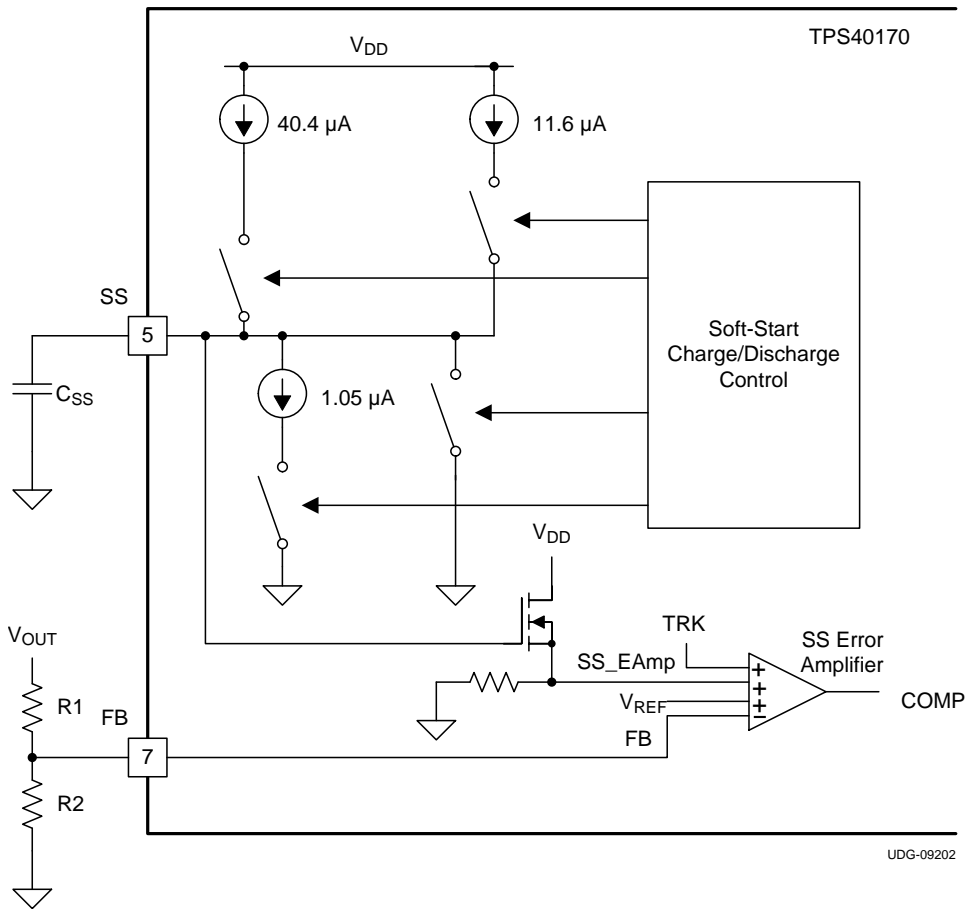 TPS40170
VDD
40.4 µA
11.6 µA
SS
5
Soft-Start
Charge/Discharge
Control
CSS
1.05 µA
VDD
VOUT
TRK
SS Error
Amplifier
SS_EAmp
+
+
+
–
COMP
R1
FB
VREF
FB
7
R2
UDG-09202